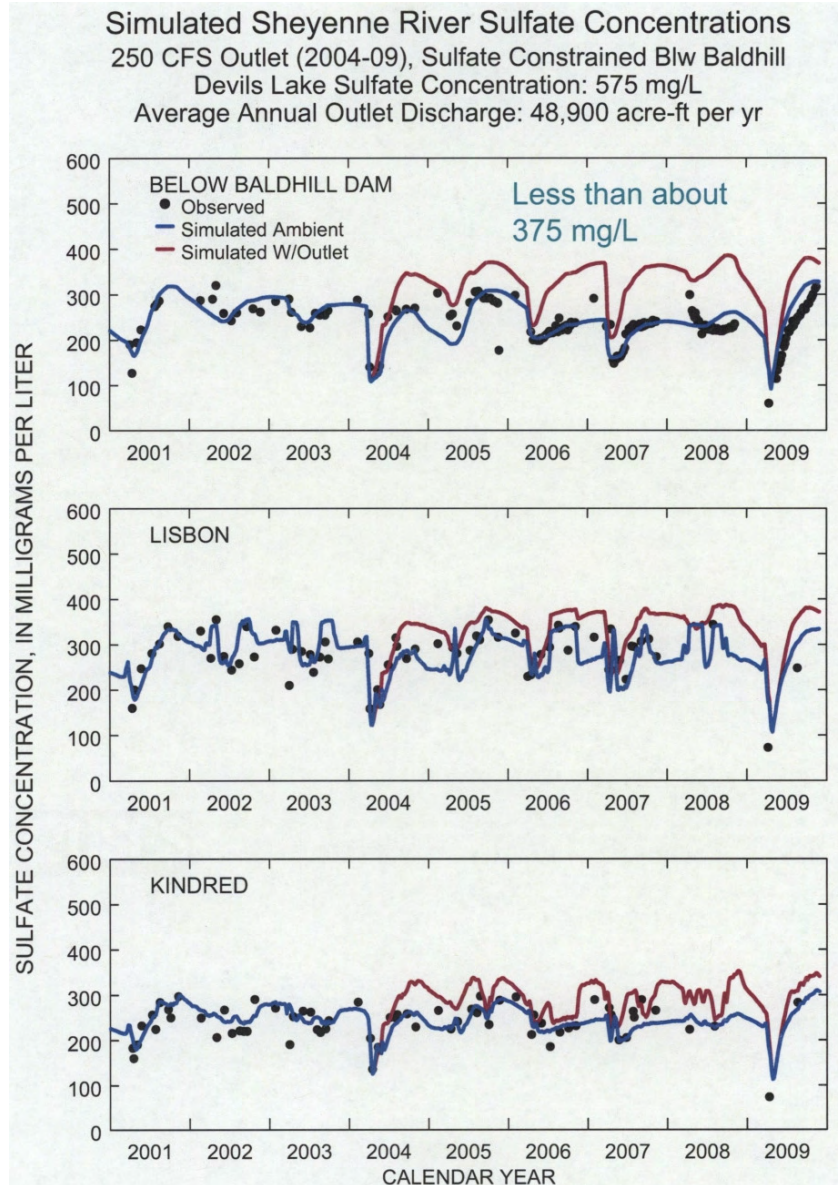 Simulated Sheyenne River Sulfate Concentrations
250 CFS Outlet (2004-09), Sulfate Constrained Blw Baldhill
Devils Lake Sulfate Concentration: 575 mg/L
Average Annual Outlet Discharge: 48,900 acre-ft per yr
SULFATE CONCENTRATION, IN MILLIGRAMS PER LITER
600
500
400
300
200
100
0
BELOW BALDHILL DAM
Observed
Simulated Ambient
Simulated W/Outlet
Less than about
375 mg/L
2001 2002 2003 2004 2005 2006 2007 2008 2009
600
500
400
300
200
100
0
LISBON
2001 2002 2003 2004 2005 2006 2007 2008 2009
600
500
400
300
200
100
0
KINDRED
2001 2002 2003 2004 2005 2006 2007 2008 2009
CALENDAR YEAR